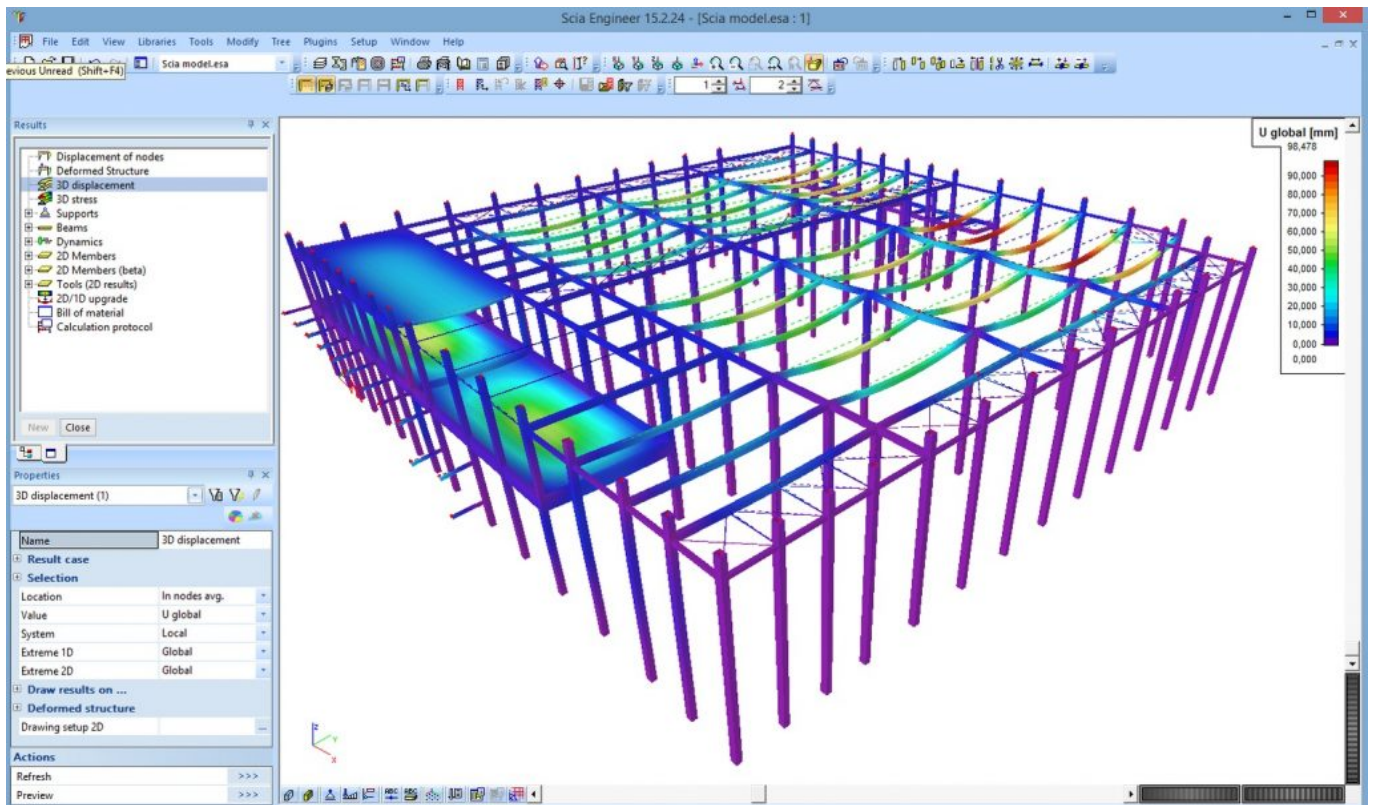 Scia Engineer 15.2.24 - [Scia model.esa : 1]
File Edit View Libraries Tools Modify Tree Plugins Setup Window Help
evious Unread (Shift+F4)
Scia model.esa
1 2
Results
Displacement of nodes
Deformed Structure
3D displacement
3D stress
Supports
Beams
Dynamics
2D Members
2D Members (beta)
Tools (2D results)
2D/1D upgrade
Bill of material
Calculation protocol
New Close
Properties
3D displacement (1)
Name 3D displacement
Result case
Selection
Location In nodes avg.
Value U global
System Local
Extreme 1D Global
Extreme 2D Global
Draw results on ...
Deformed structure
Drawing setup 2D ...
Actions
Refresh >>>
Preview >>>
U global [mm]
98,478
90,000
80,000
70,000
60,000
50,000
40,000
30,000
20,000
10,000
0,000
0,000
z
Y
x